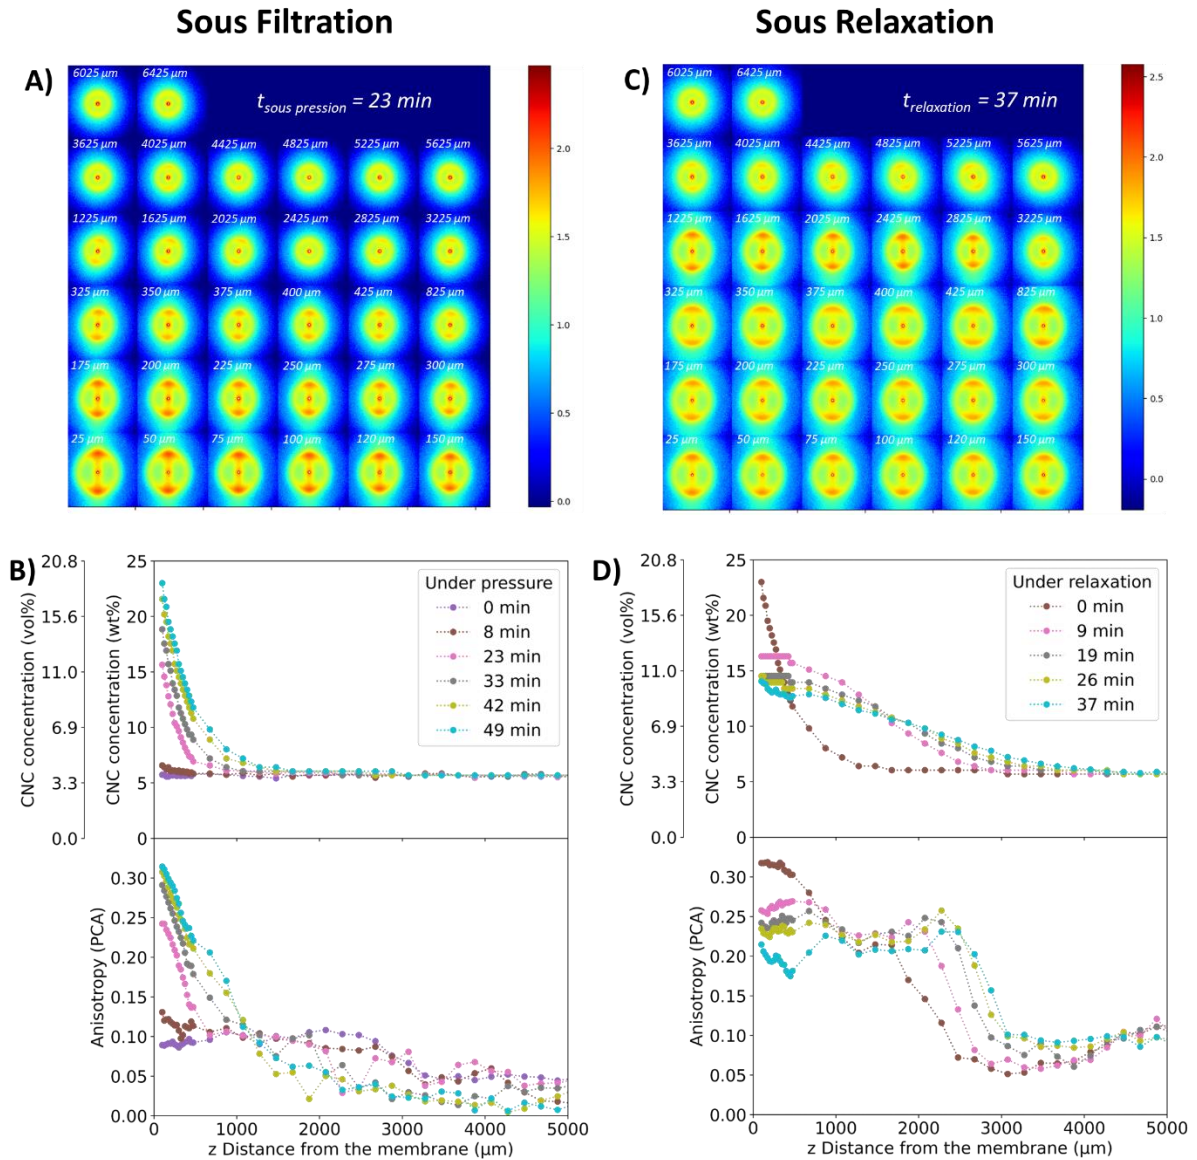 Sous Filtration
Sous Relaxation
A)
6025 µm 6425 µm
t sous pression = 23 min
3625 µm 4025 µm 4425 µm 4825 µm 5225 µm 5625 µm
1225 µm 1625 µm 2025 µm 2425 µm 2825 µm 3225 µm
325 µm 350 µm 375 µm 400 µm 425 µm 825 µm
175 µm 200 µm 225 µm 250 µm 275 µm 300 µm
25 µm 50 µm 75 µm 100 µm 120 µm 150 µm
2.0
1.5
1.0
0.5
0.0
C)
6025 µm 6425 µm
t relaxation = 37 min
3625 µm 4025 µm 4425 µm 4825 µm 5225 µm 5625 µm
1225 µm 1625 µm 2025 µm 2425 µm 2825 µm 3225 µm
325 µm 350 µm 375 µm 400 µm 425 µm 825 µm
175 µm 200 µm 225 µm 250 µm 275 µm 300 µm
25 µm 50 µm 75 µm 100 µm 120 µm 150 µm
2.5
2.0
1.5
1.0
0.5
0.0
B)
CNC concentration (vol%)
20.8
15.6
11.0
6.9
3.3
0.0
CNC concentration (wt%)
25
20
15
10
5
0
Under pressure
0 min
8 min
23 min
33 min
42 min
49 min
Anisotropy (PCA)
0.30
0.25
0.20
0.15
0.10
0.05
0.00
0 1000 2000 3000 4000 5000
z Distance from the membrane (µm)
D)
CNC concentration (vol%)
20.8
15.6
11.0
6.9
3.3
0.0
CNC concentration (wt%)
25
20
15
10
5
0
Under relaxation
0 min
9 min
19 min
26 min
37 min
Anisotropy (PCA)
0.30
0.25
0.20
0.15
0.10
0.05
0.00
0 1000 2000 3000 4000 5000
z Distance from the membrane (µm)